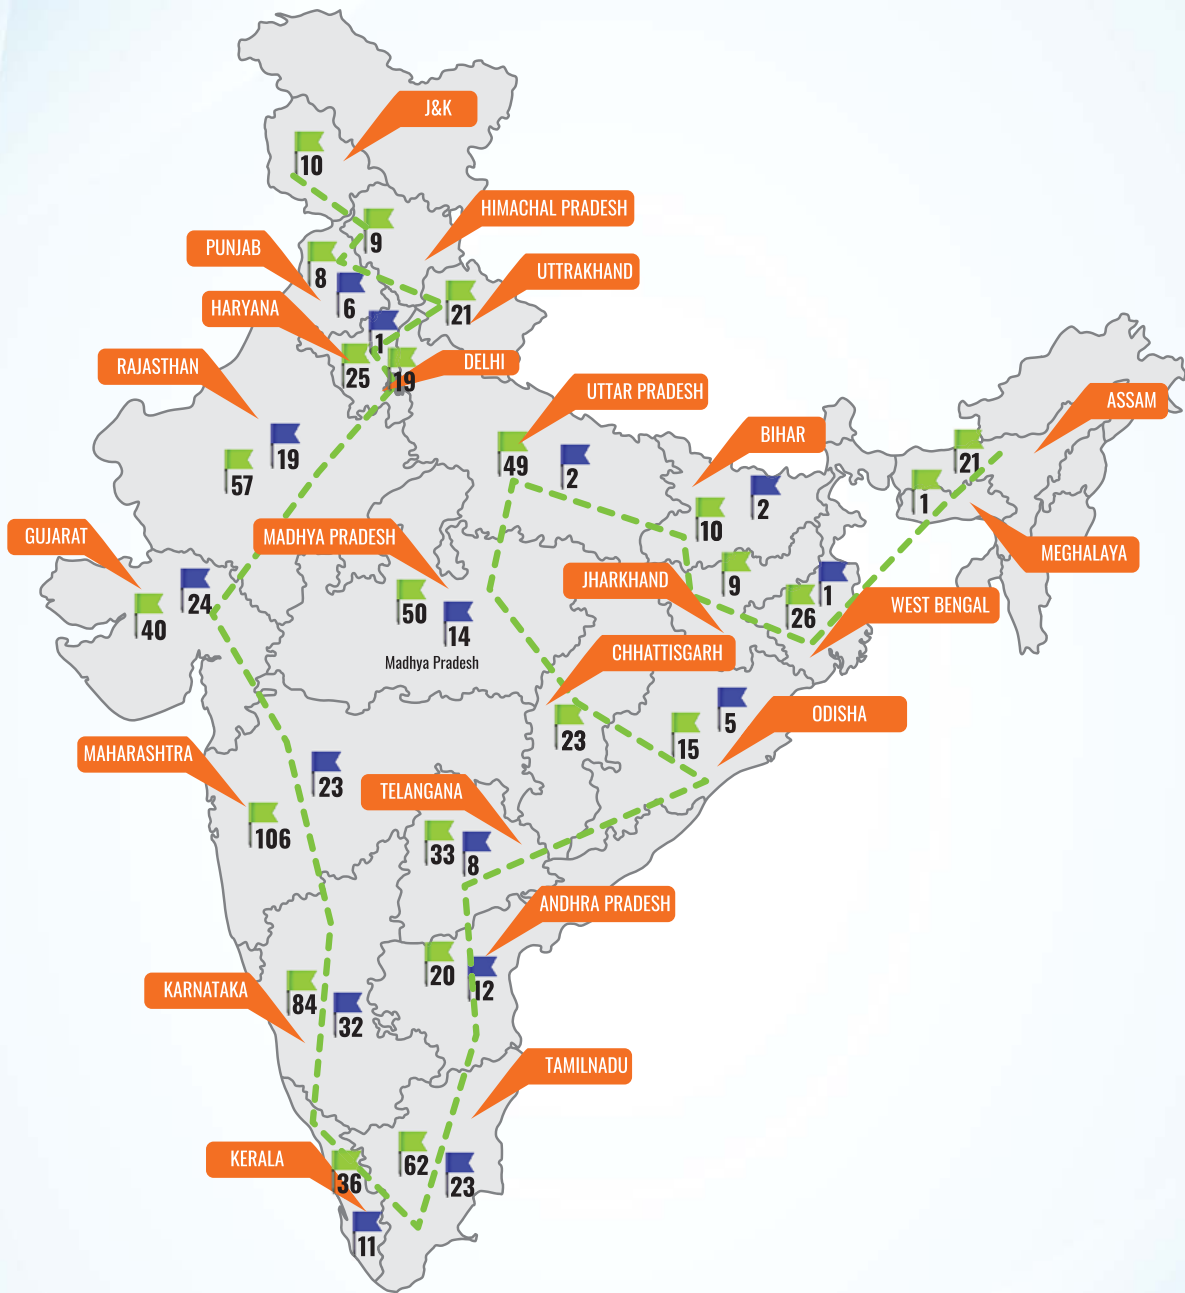 J&K
10
HIMACHAL PRADESH
9
PUNJAB
8
6
UTTRAKHAND
21
HARYANA
1
25
19
DELHI
RAJASTHAN
19
57
UTTAR PRADESH
49
2
BIHAR
10
2
ASSAM
21
1
MEGHALAYA
GUJARAT
24
40
MADHYA PRADESH
50
14
Madhya Pradesh
JHARKHAND
9
1
26
WEST BENGAL
CHHATTISGARH
23
ODISHA
5
15
MAHARASHTRA
23
106
TELANGANA
33
8
ANDHRA PRADESH
20
12
KARNATAKA
84
32
TAMILNADU
62
23
KERALA
36
11